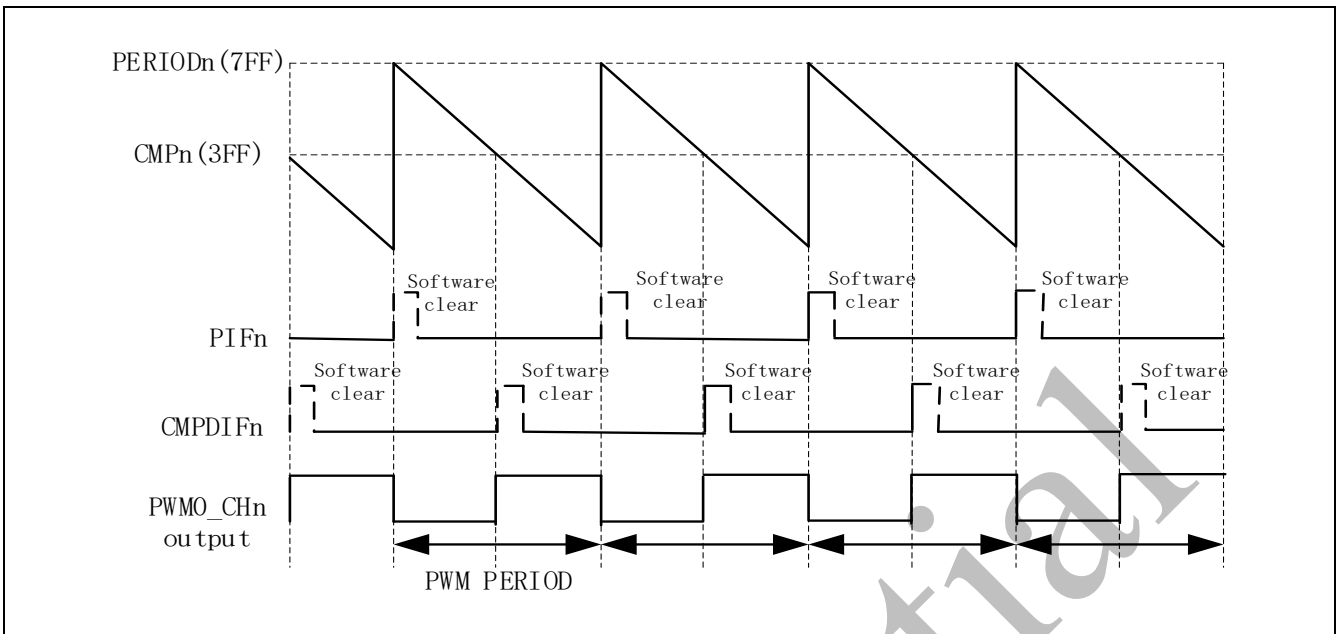 PERIODn(7FF)
CMPn(3FF)
Software
clear
Software
clear
Software
clear
Software
clear
PIFn
Software
clear
Software
clear
Software
clear
Software
clear
Software
clear
CMPDIFn
PWM0_CHn
output
PWM PERIOD
tial